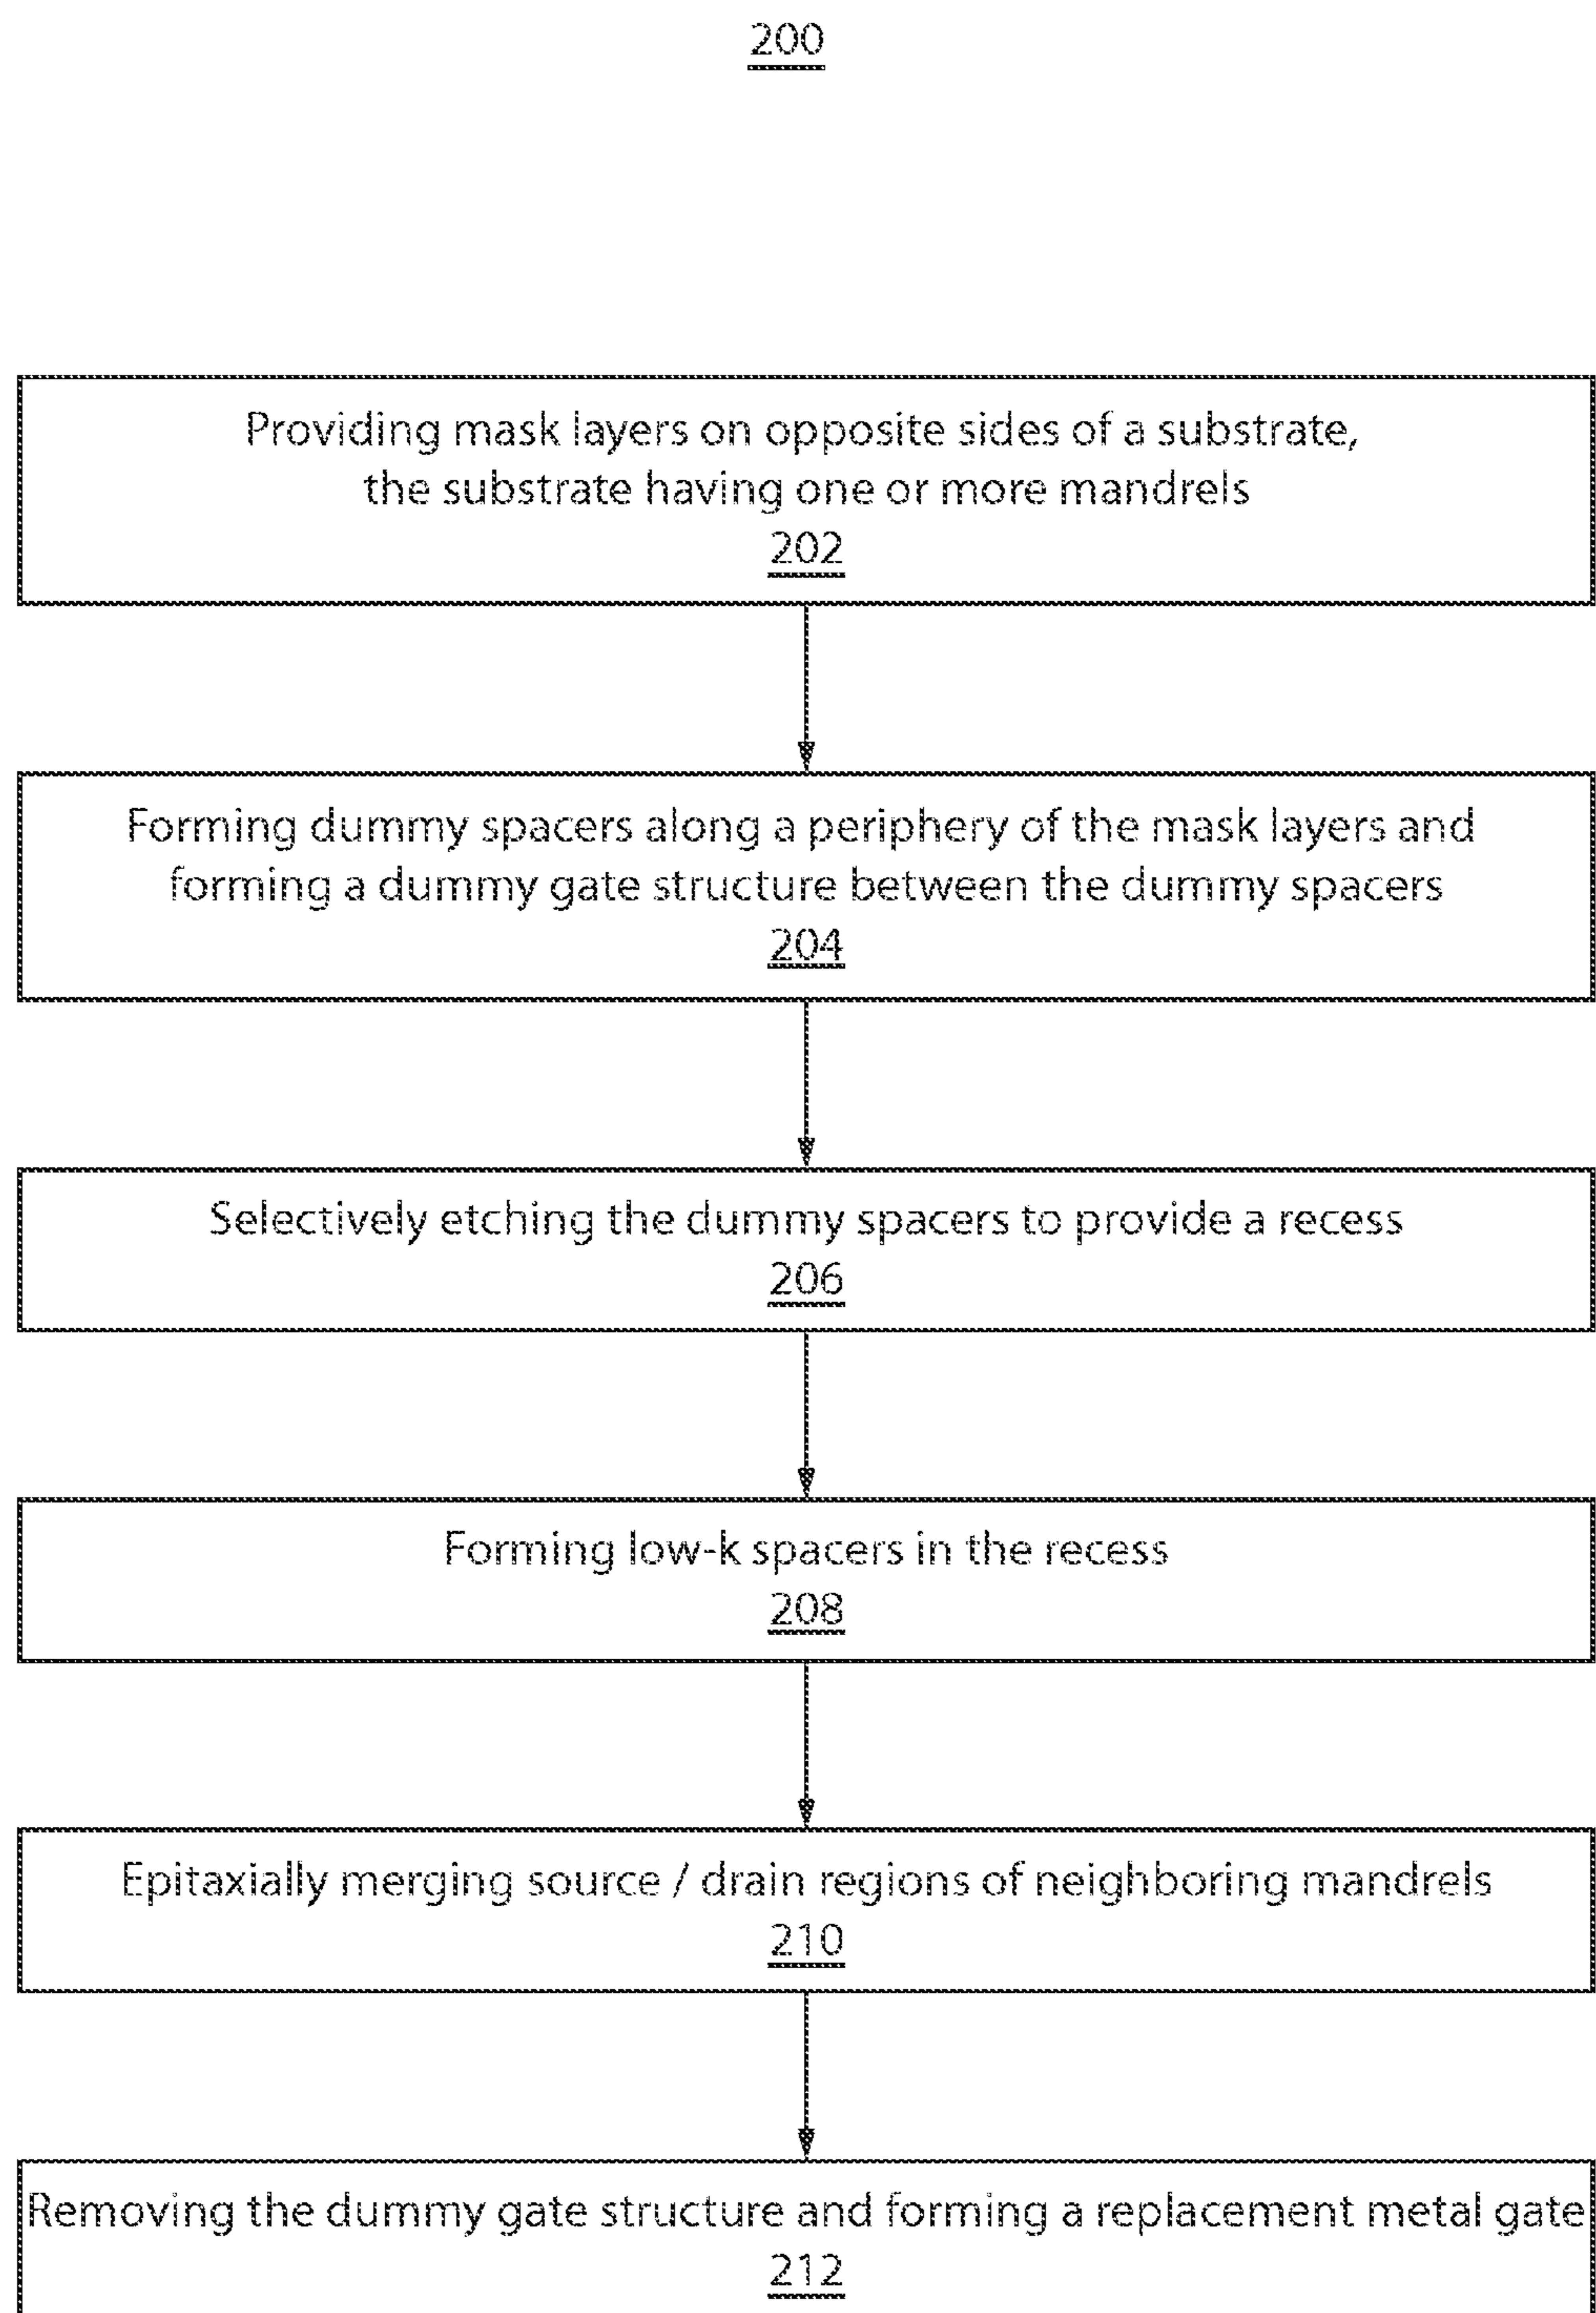 200
Providing mask layers on opposite sides of a substrate,
the substrate having one or more mandrels
202
Forming dummy spacers along a periphery of the mask layers and
forming a dummy gate structure between the dummy spacers
204
Selectively etching the dummy spacers to provide a recess
206
Forming low-k spacers in the recess
208
Epitaxially merging source / drain regions of neighboring mandrels
210
Removing the dummy gate structure and forming a replacement metal gate
212